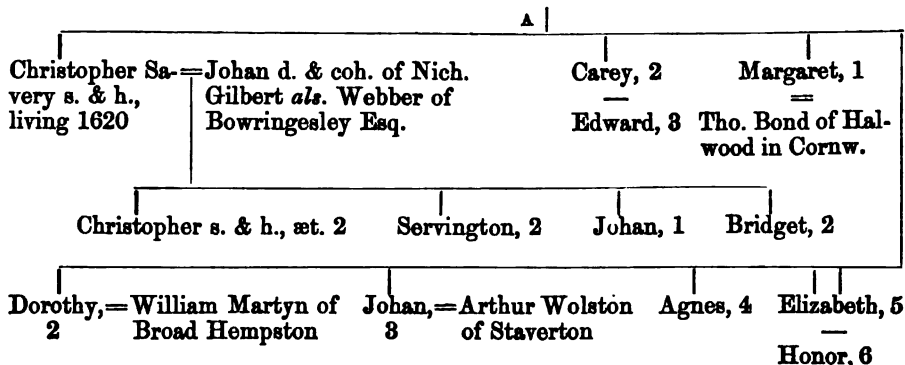 A
Christopher Sa-=Johan d. & coh. of Nich. Carey, 2 Margaret, 1
very s. & h., Gilbert als. Webber of — =
living 1620 Bowringesley Esq. Edward, 3 Tho. Bond of Hal-
wood in Cornw.
Christopher s. & h., æt. 2 Servington, 2 Johan, 1 Bridget, 2
Dorothy,=William Martyn of Johan,=Arthur Wolston Agnes, 4 Elizabeth, 5
2 Broad Hempston 3 of Staverton —
Honor, 6